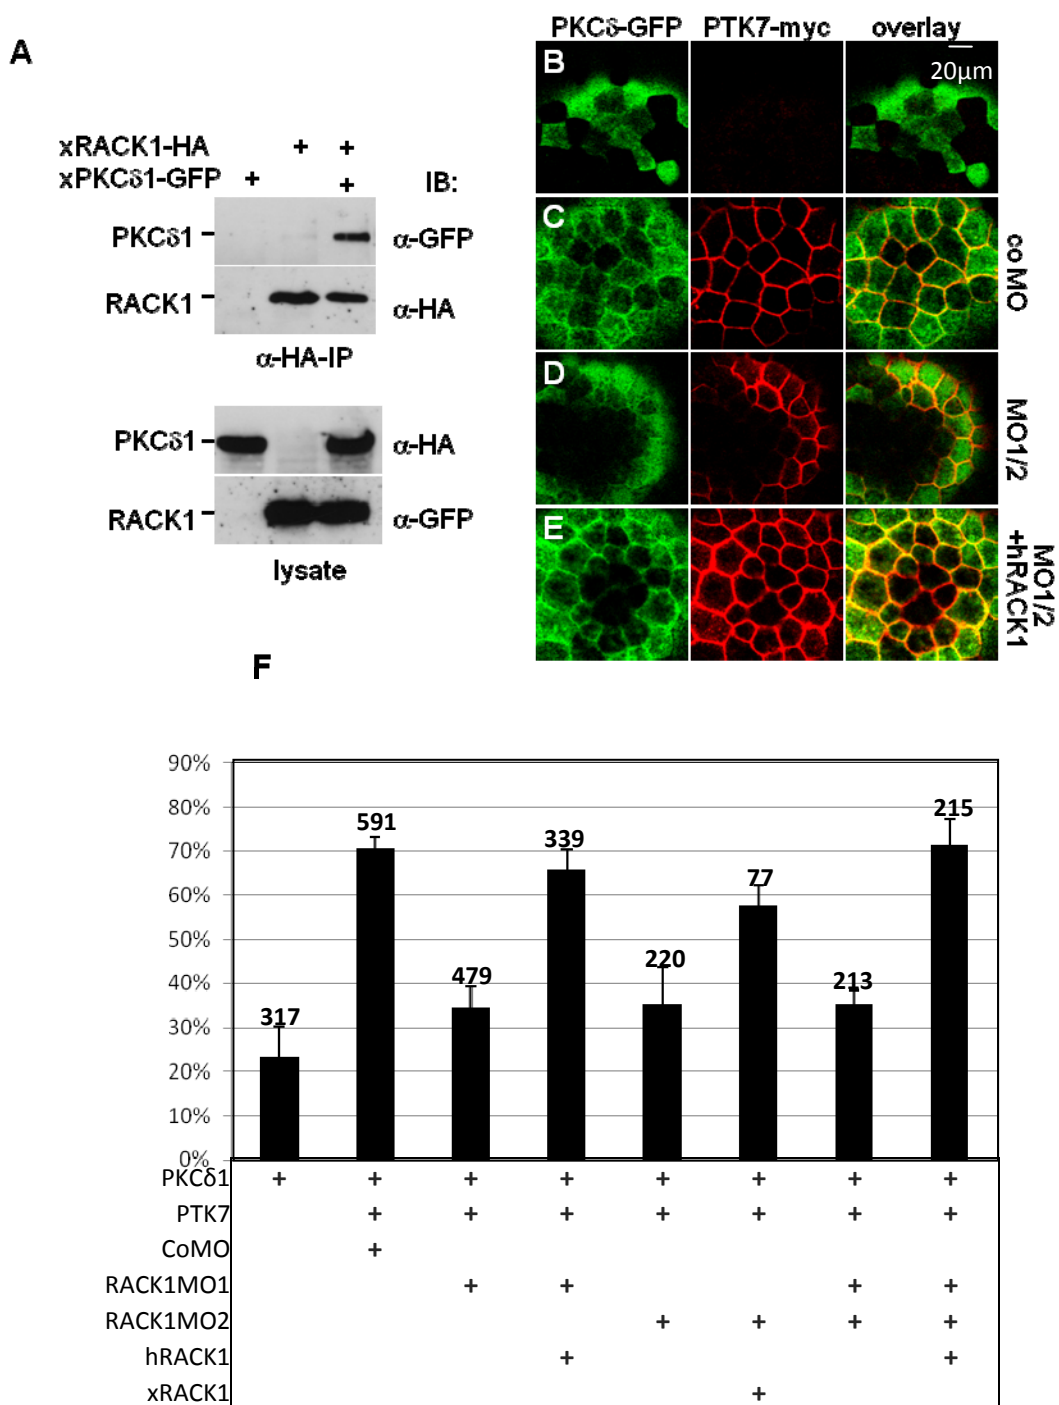 A
xRACK1-HA + +
xPKCδ1-GFP + + IB:
PKCδ1 α-GFP
RACK1 α-HA
α-HA-IP
PKCδ1 α-HA
RACK1 α-GFP
lysate
PKCδ-GFP PTK7-myc overlay
B 20µm
C co MO
D MO1/2
E MO1/2 +hRACK1
F
90%
80%
70%
60%
50%
40%
30%
20%
10%
0%
317 591 479 339 220 77 213 215
PKCδ1 + + + + + + + +
PTK7 + + + + + + +
CoMO +
RACK1MO1 + + + +
RACK1MO2 + + + +
hRACK1 + +
xRACK1 +